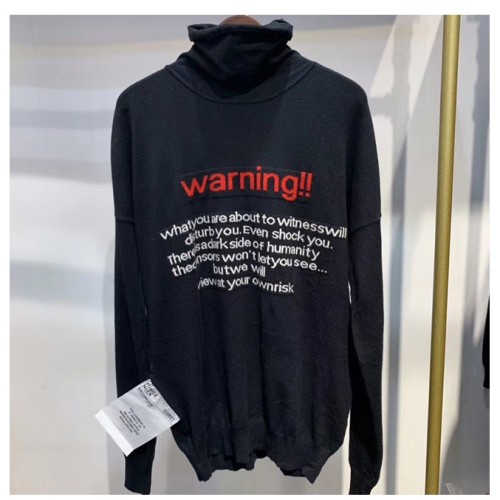 warning!!
what you are about to witness will
disturb you. Even shock you.
There is a dark side of humanity
the censors won't let you see...
but we will
view at your own risk